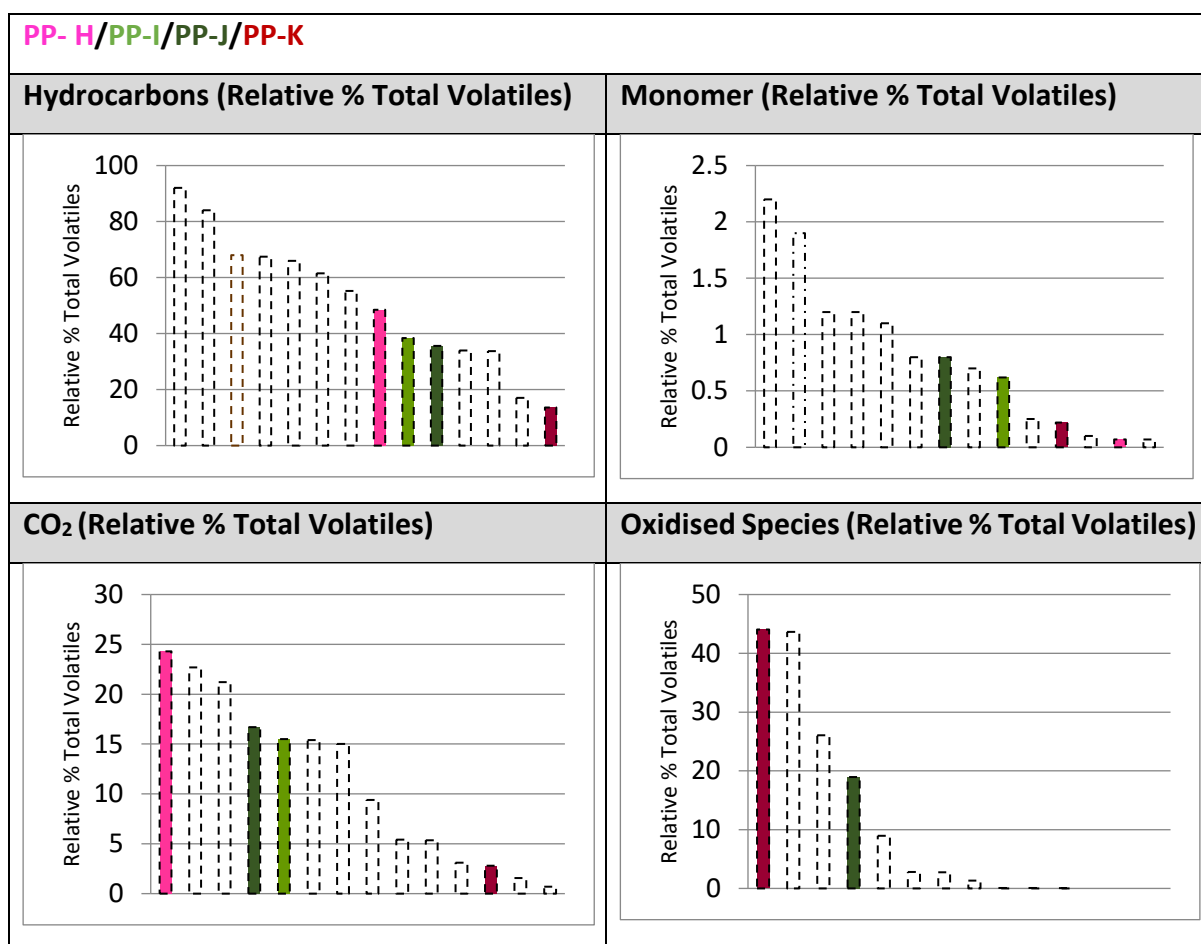 PP- H/PP-I/PP-J/PP-K
Hydrocarbons (Relative % Total Volatiles)
Monomer (Relative % Total Volatiles)
Relative % Total Volatiles
100
80
60
40
20
0
Relative % Total Volatiles
2.5
2
1.5
1
0.5
0
CO₂ (Relative % Total Volatiles)
Oxidised Species (Relative % Total Volatiles)
Relative % Total Volatiles
30
25
20
15
10
5
0
Relative % Total Volatiles
50
40
30
20
10
0